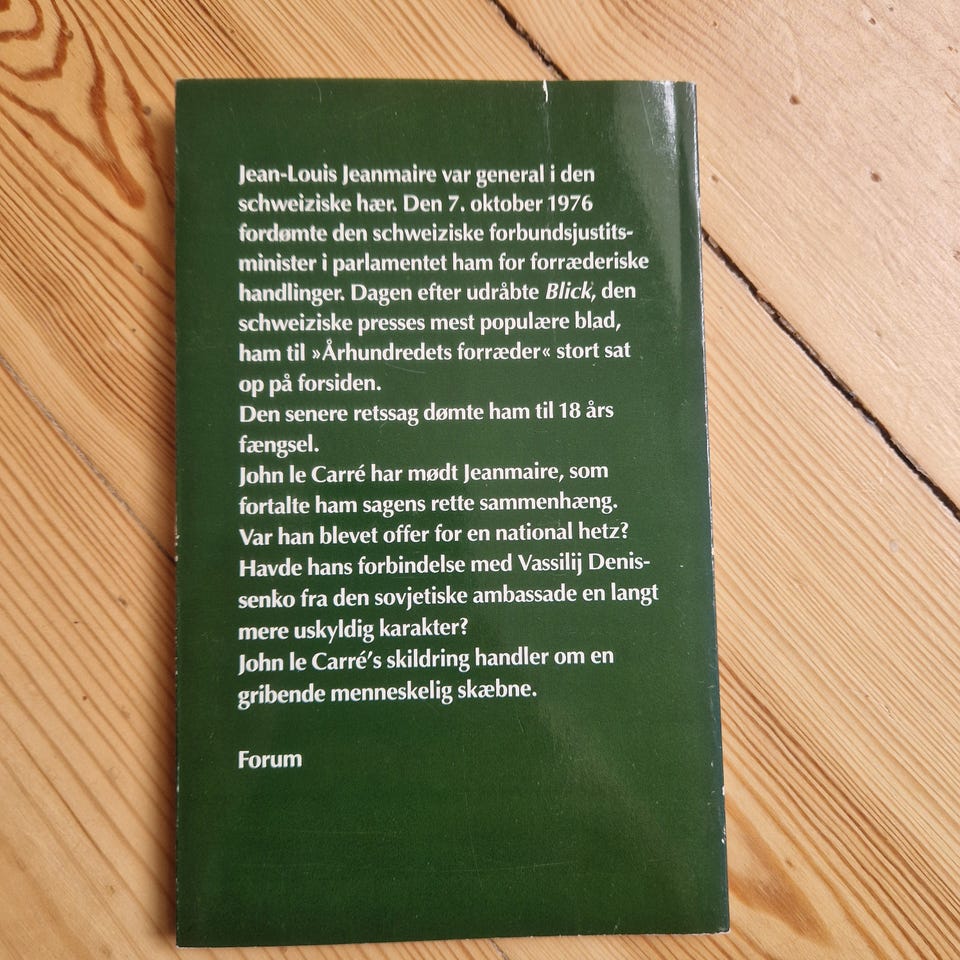 Jean-Louis Jeanmaire var general i den
schweiziske hær. Den 7. oktober 1976
fordømte den schweiziske forbundsjustits-
minister i parlamentet ham for forræderiske
handlinger. Dagen efter udråbte Blick, den
schweiziske presses mest populære blad,
ham til »Århundredets forræder« stort sat
op på forsiden.
Den senere retssag dømte ham til 18 års
fængsel.
John le Carré har mødt Jeanmaire, som
fortalte ham sagens rette sammenhæng.
Var han blevet offer for en national hetz?
Havde hans forbindelse med Vassilij Denis-
senko fra den sovjetiske ambassade en langt
mere uskyldig karakter?
John le Carré's skildring handler om en
gribende menneskelig skæbne.
Forum